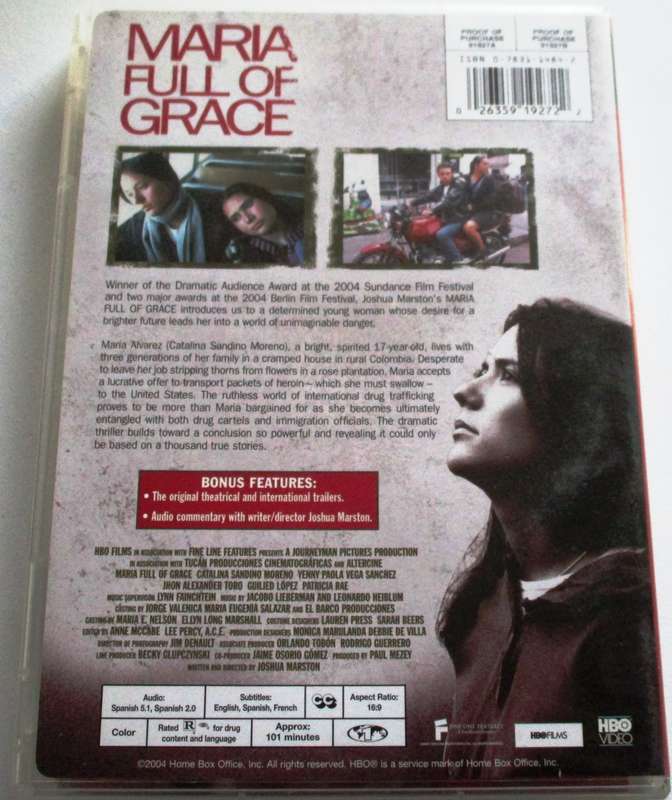 MARIA
FULL OF
GRACE
PROOF OF
PURCHASE
91827A
PROOF OF
PURCHASE
91827B
0 26359 19272 2
Winner of the Dramatic Audience Award at the 2004 Sundance Film Festival
and two major awards at the 2004 Berlin Film Festival, Joshua Marston's MARIA
FULL OF GRACE introduces us to a determined young woman whose desire for a
brighter future leads her into a world of unimaginable danger.
Maria Alvarez (Catalina Sandino Moreno), a bright, spirited 17-year-old, lives with
three generations of her family in a cramped house in rural Colombia. Desperate
to leave her job stripping thorns from flowers in a rose plantation, Maria accepts
a lucrative offer to transport packets of heroin – which she must swallow –
to the United States. The ruthless world of international drug trafficking
proves to be more than Maria bargained for as she becomes ultimately
entangled with both drug cartels and immigration officials. The dramatic
thriller builds toward a conclusion so powerful and revealing it could only
be based on a thousand true stories.
BONUS FEATURES:
• The original theatrical and international trailers.
• Audio commentary with writer/director Joshua Marston.
HBO FILMS IN ASSOCIATION WITH FINE LINE FEATURES PRESENTS A JOURNEYMAN PICTURES PRODUCTION
IN ASSOCIATION WITH TUCÁN PRODUCCIONES CINEMATOGRÁFICAS AND ALTERCINE
MARIA FULL OF GRACE CATALINA SANDINO MORENO YENNY PAOLA VEGA SANCHEZ
JHON ALEXANDER TORO GUILIED LÓPEZ PATRICIA RAE
MUSIC SUPERVISOR LYNN FAINCHTEIN MUSIC BY JACOBO LIEBERMAN AND LEONARDO HEIBLUM
CASTING BY JORGE VALENICA MARIA EUGENIA SALAZAR AND EL BARCO PRODUCCIONES
CASTING BY MARIA E. NELSON ELLYN LONG MARSHALL COSTUME DESIGNERS LAUREN PRESS SARAH BEERS
EDITED BY ANNE MCCABE LEE PERCY, A.C.E. PRODUCTION DESIGNERS MONICA MARULANDA DEBBIE DE VILLA
DIRECTOR OF PHOTOGRAPHY JIM DENAULT ASSOCIATE PRODUCER ORLANDO TOBÓN RODRIGO GUERRERO
LINE PRODUCER BECKY GLUPCZYNSKI CO-PRODUCER JAIME OSORIO GÓMEZ PRODUCED BY PAUL MEZEY
WRITTEN AND DIRECTED BY JOSHUA MARSTON
Audio:
Spanish 5.1, Spanish 2.0
Subtitles:
English, Spanish, French
CC
Aspect Ratio:
16:9
Color
Rated R for drug
content and language
Approx:
101 minutes
FINE LINE FEATURES
HBO FILMS
HBO
VIDEO
©2004 Home Box Office, Inc. All rights reserved. HBO® is a service mark of Home Box Office, Inc.